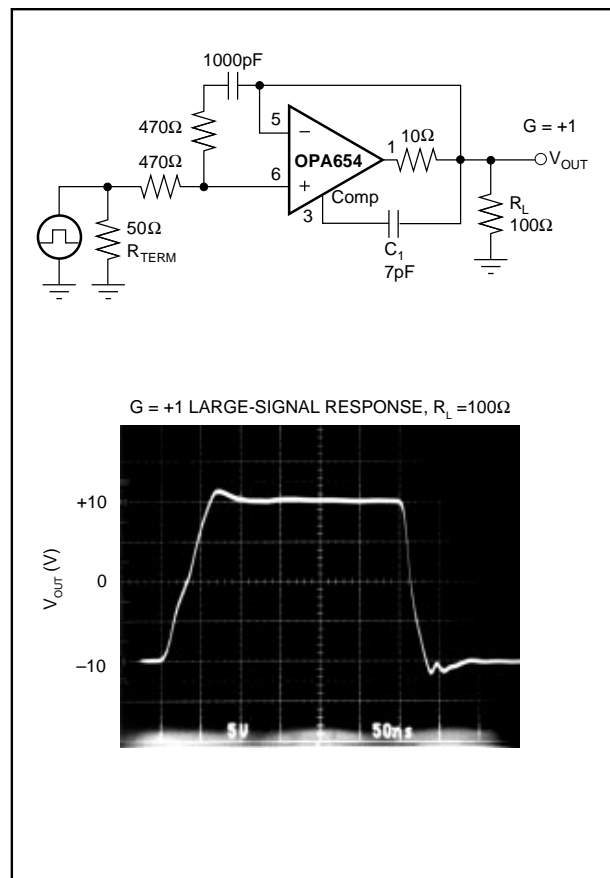 1000pF
470Ω
470Ω
5
−
OPA654
6
+
1
10Ω
G = +1
V_OUT
Comp
3
C_1
7pF
R_L
100Ω
50Ω
R_TERM
G = +1 LARGE-SIGNAL RESPONSE, R_L =100Ω
+10
0
−10
V_OUT (V)
5V
50ns